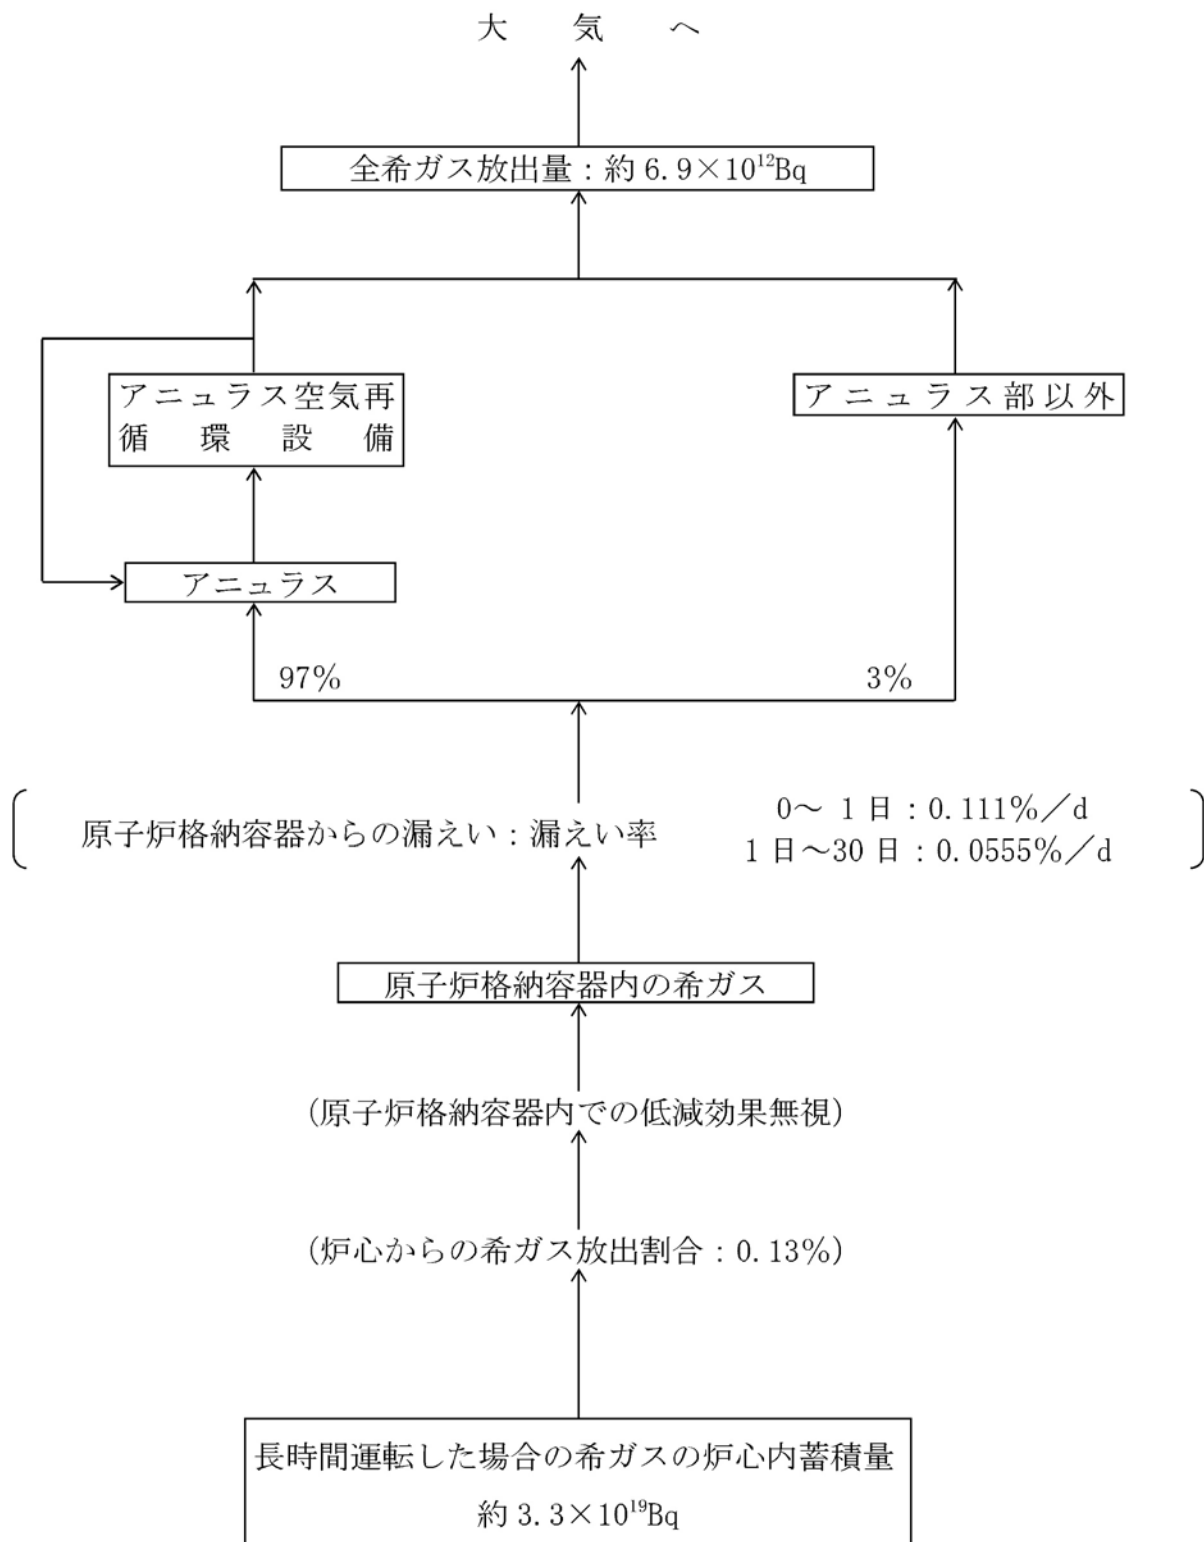 大気へ
全希ガス放出量：約 6.9×10¹²Bq
アニュラス空気再
循環設備
アニュラス部以外
アニュラス
97%
3%
原子炉格納容器からの漏えい：漏えい率
0～ 1 日：0.111%／d
1 日～30 日：0.0555%／d
原子炉格納容器内の希ガス
(原子炉格納容器内での低減効果無視)
(炉心からの希ガス放出割合：0.13%)
長時間運転した場合の希ガスの炉心内蓄積量
約 3.3×10¹⁹Bq